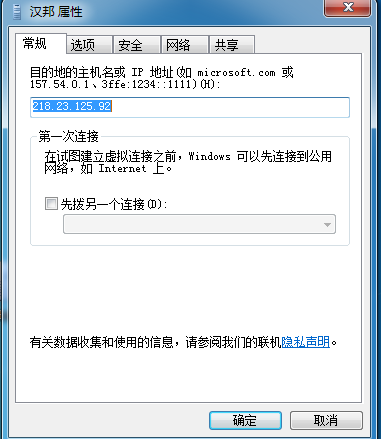 汉邦 属性
常规
选项
安全
网络
共享
目的地的主机名或 IP 地址(如 microsoft.com 或
157.54.0.1、3ffe:1234::1111)(H):
218.23.125.92
第一次连接
在试图建立虚拟连接之前,Windows 可以先连接到公用
网络,如 Internet 上。
先拨另一个连接(D):
有关数据收集和使用的信息,请参阅我们的联机隐私声明。
确定
取消